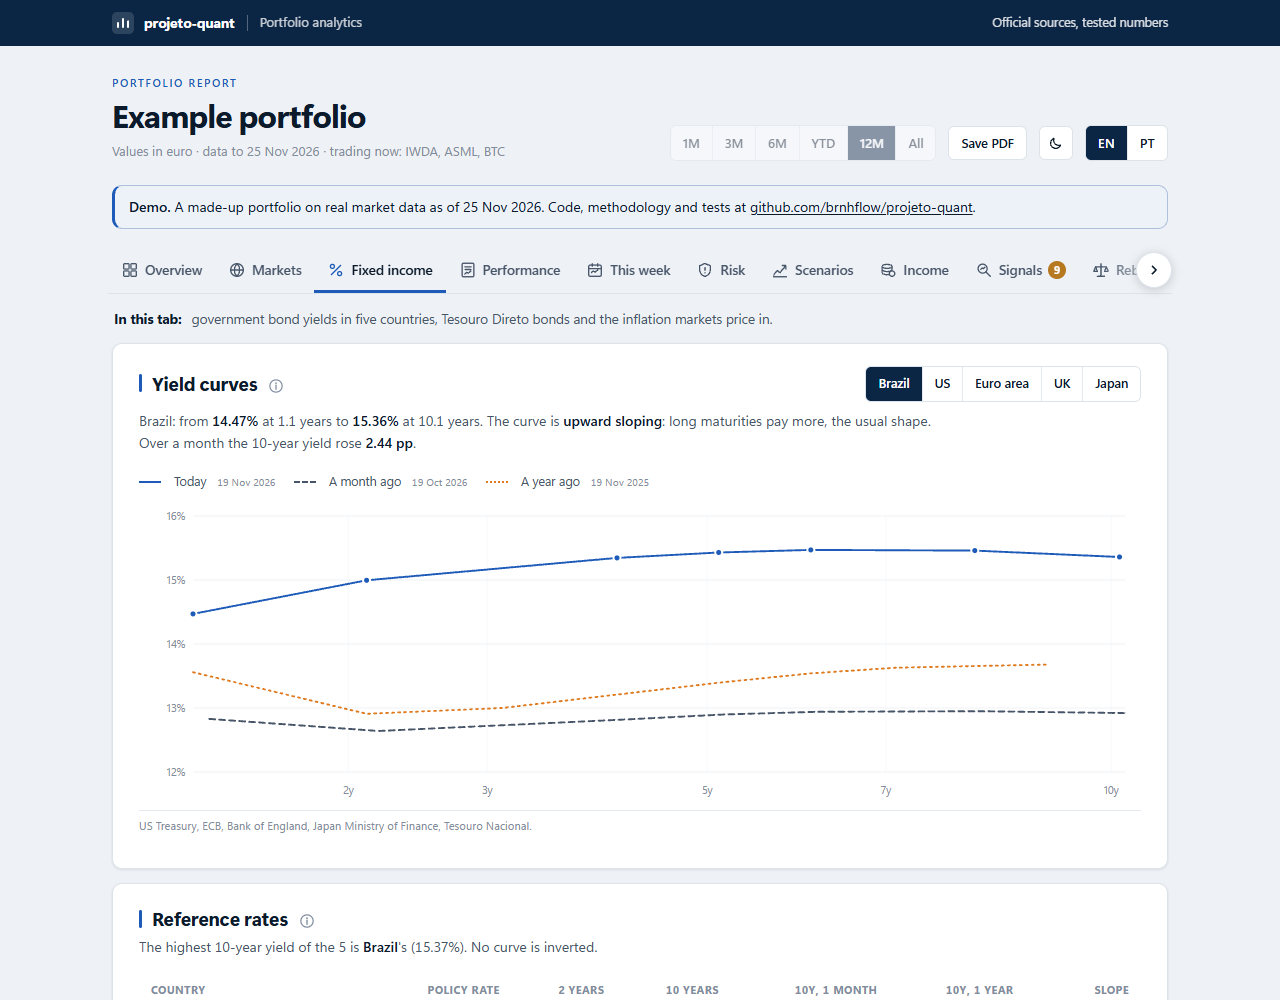 projeto-quant Portfolio analytics Official sources, tested numbers
PORTFOLIO REPORT
Example portfolio
Values in euro · data to 25 Nov 2026 · trading now: IWDA, ASML, BTC
1M 3M 6M YTD 12M All Save PDF EN PT
Demo. A made-up portfolio on real market data as of 25 Nov 2026. Code, methodology and tests at github.com/brnhflow/projeto-quant.
Overview Markets Fixed income Performance This week Risk Scenarios Income Signals 9
In this tab: government bond yields in five countries, Tesouro Direto bonds and the inflation markets price in.
Yield curves
Brazil US Euro area UK Japan
Brazil: from 14.47% at 1.1 years to 15.36% at 10.1 years. The curve is upward sloping: long maturities pay more, the usual shape.
Over a month the 10-year yield rose 2.44 pp.
Today 19 Nov 2026 A month ago 19 Oct 2026 A year ago 19 Nov 2025
16%
15%
14%
13%
12%
2y 3y 5y 7y 10y
US Treasury, ECB, Bank of England, Japan Ministry of Finance, Tesouro Nacional.
Reference rates
The highest 10-year yield of the 5 is Brazil's (15.37%). No curve is inverted.
COUNTRY POLICY RATE 2 YEARS 10 YEARS 10Y, 1 MONTH 10Y, 1 YEAR SLOPE